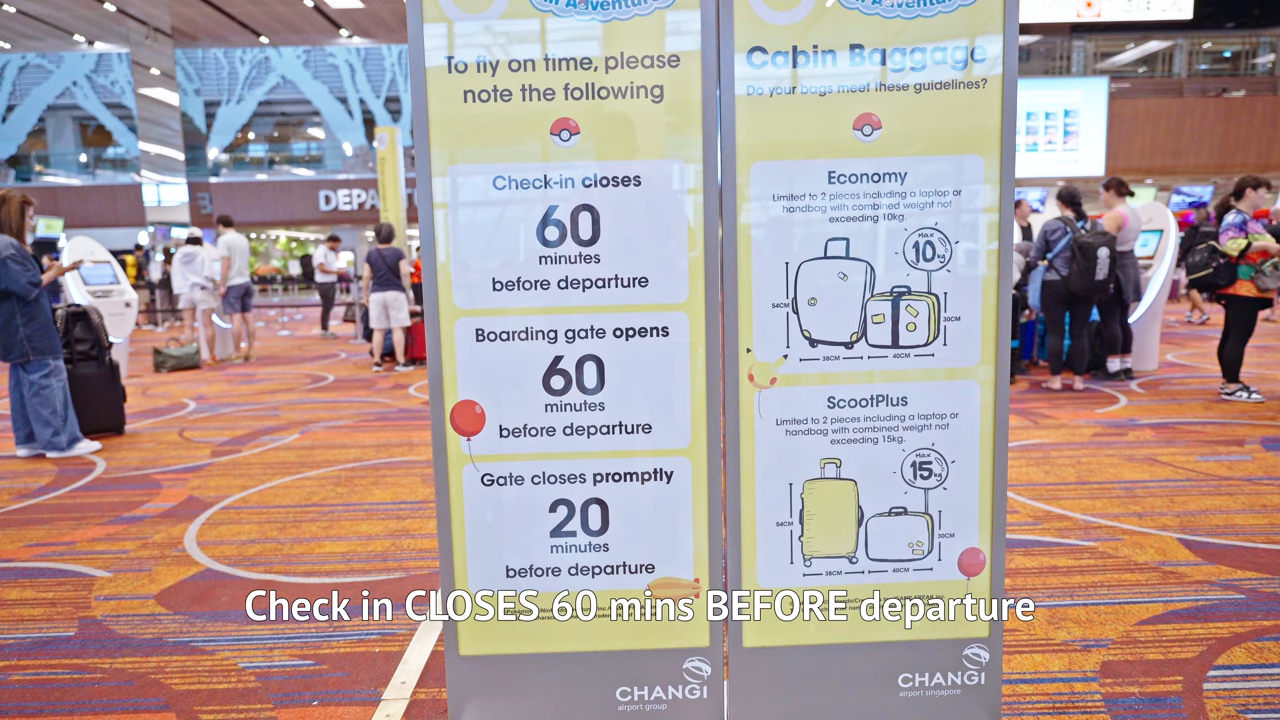 in Adventure
To fly on time, please
note the following
Check-in closes
60
minutes
before departure
Boarding gate opens
60
minutes
before departure
Gate closes promptly
20
minutes
before departure
CHANGI
airport group
Cabin Baggage
Do your bags meet these guidelines?
Economy
Limited to 2 pieces including a laptop or
handbag with combined weight not
exceeding 10kg.
Max
10kg
54CM
30CM
38CM
40CM
ScootPlus
Limited to 2 pieces including a laptop or
handbag with combined weight not
exceeding 15kg.
Max
15kg
54CM
30CM
38CM
40CM
CHANGI
airport singapore
DEPA
Check in CLOSES 60 mins BEFORE departure